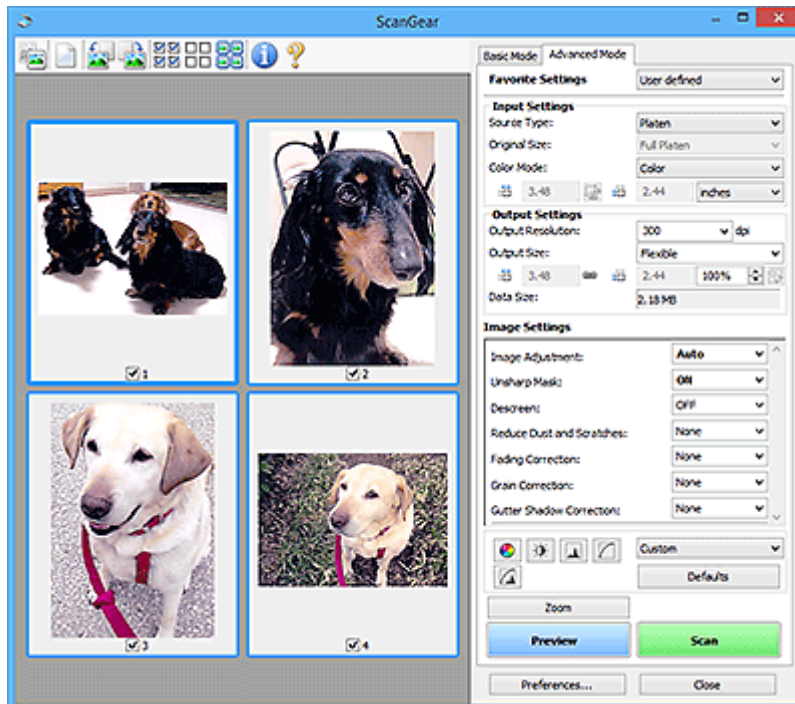 ScanGear
Basic Mode Advanced Mode
Favorite Settings User defined
Input Settings
Source Type: Platen
Original Size: Full Platen
Color Mode: Color
3.48 2.44 inches
Output Settings
Output Resolution: 300 dpi
Output Size: Flexible
3.48 2.44 100%
Data Size: 2.18 MB
Image Settings
Image Adjustment: Auto
Unsharp Mask: ON
Descreen: OFF
Reduce Dust and Scratches: None
Fading Correction: None
Grain Correction: None
Gutter Shadow Correction: None
Custom
Defaults
Zoom
Preview Scan
Preferences... Close
1
2
3
4